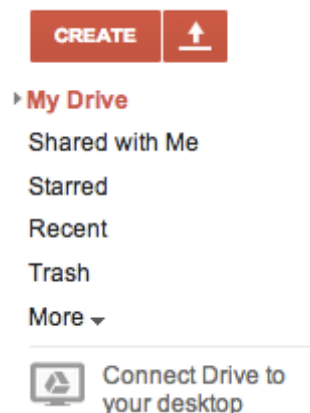 CREATE
My Drive
Shared with Me
Starred
Recent
Trash
More
Connect Drive to
your desktop